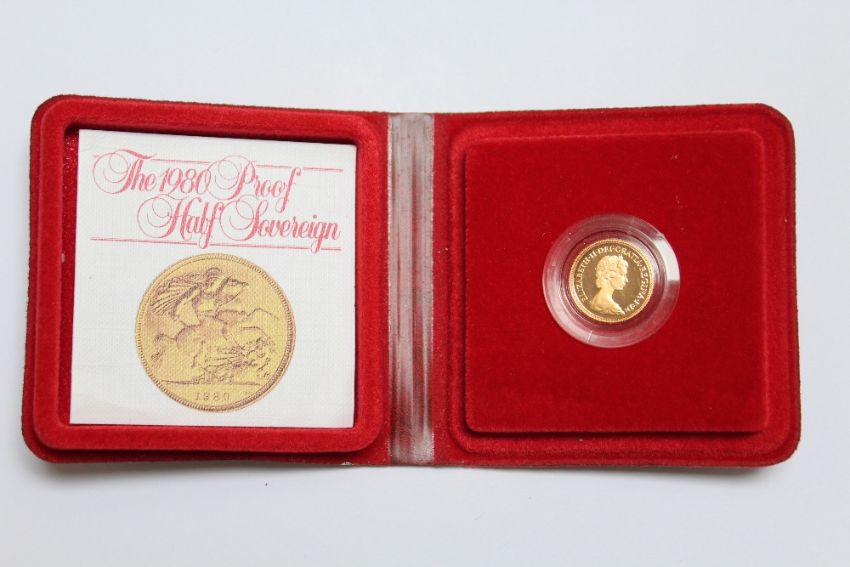 The 1980 Proof
Half Sovereign
1980
ELIZABETH·II·DEI·GRATIA·REGINA·F:D·